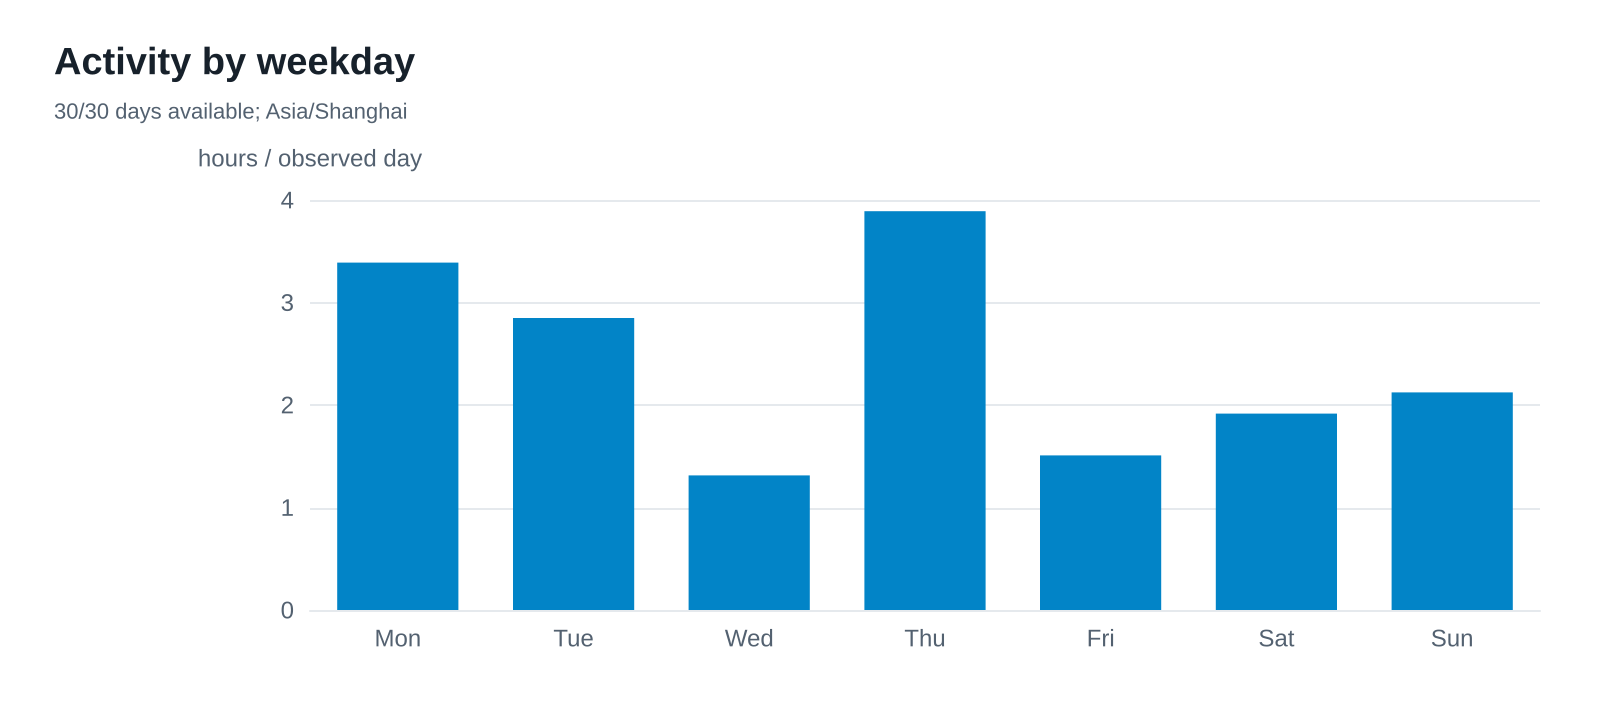 Activity by weekday
30/30 days available; Asia/Shanghai
hours / observed day
4
3
2
1
0
Mon Tue Wed Thu Fri Sat Sun